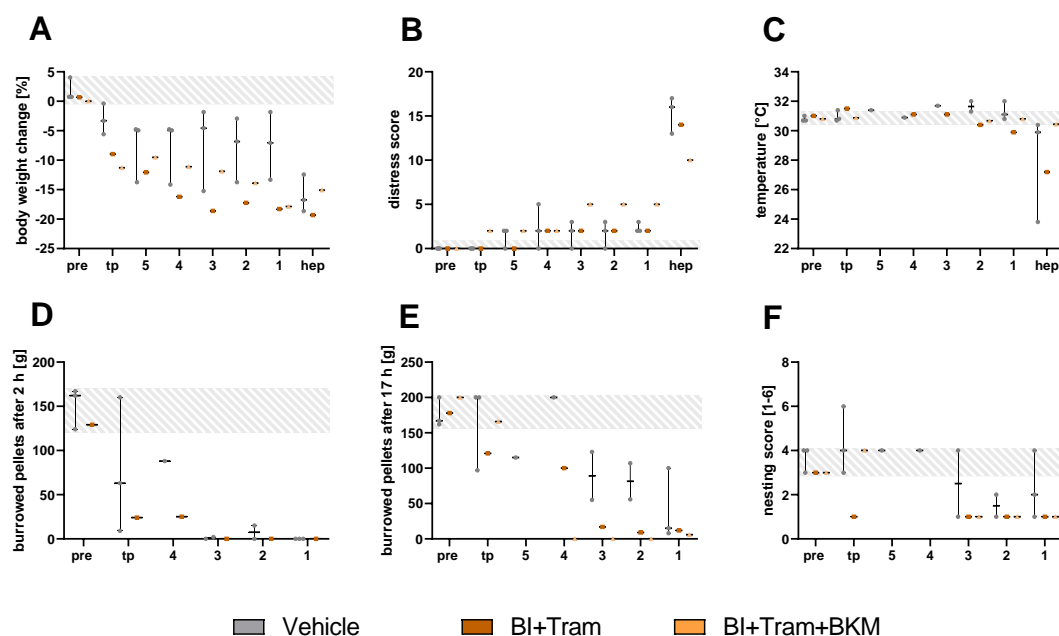 A
body weight change [%]
5
0
-5
-10
-15
-20
-25
pre tp 5 4 3 2 1 hep
B
distress score
20
15
10
5
0
pre tp 5 4 3 2 1 hep
C
temperature [°C]
34
32
30
28
26
24
22
pre tp 5 4 3 2 1 hep
D
burrowed pellets after 2 h [g]
200
150
100
50
0
pre tp 4 3 2 1
E
burrowed pellets after 17 h [g]
250
200
150
100
50
0
pre tp 5 4 3 2 1
F
nesting score [1-6]
8
6
4
2
0
pre tp 5 4 3 2 1
Vehicle BI+Tram BI+Tram+BKM